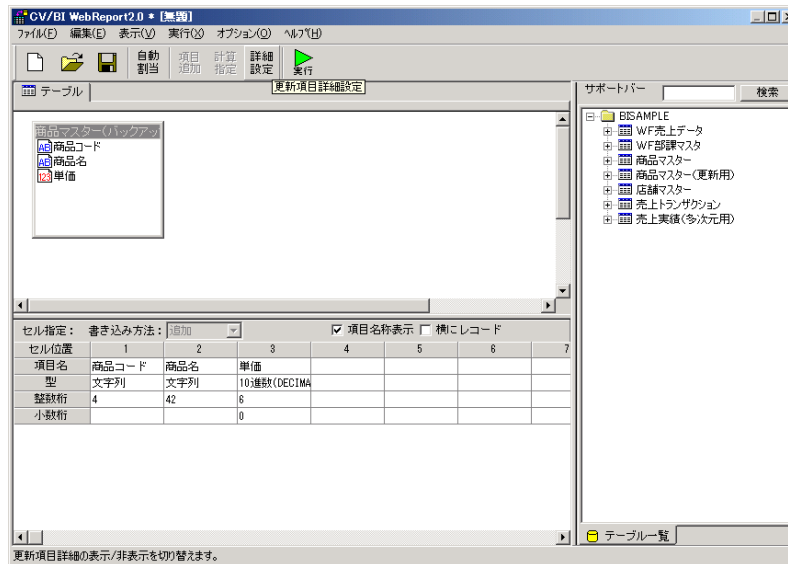 CV/BI WebReport2.0 * [無題]
ファイル(F) 編集(E) 表示(V) 実行(X) オプション(O) ヘルプ(H)
自動割当 項目追加 計算指定 詳細設定 実行
更新項目詳細設定
テーブル
サポートバー 検索
商品マスター(バックアッ
AB 商品コード
AB 商品名
123 単価
BISAMPLE
WF売上データ
WF部課マスタ
商品マスター
商品マスター(更新用)
店舗マスター
売上トランザクション
売上実績(多次元用)
セル指定: 書き込み方法: 追加 項目名称表示 横にレコード
セル位置 1 2 3 4 5 6 7
項目名 商品コード 商品名 単価
型 文字列 文字列 10進数(DECIMA
整数桁 4 42 6
小数桁 0
テーブル一覧
更新項目詳細の表示/非表示を切り替えます。